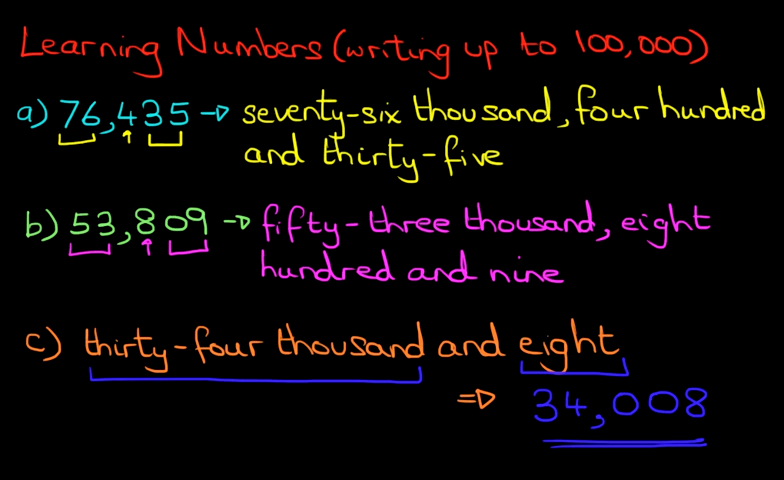 Learning Numbers (writing up to 100,000)
a) 76,435 → seventy-six thousand, four hundred
and thirty-five
b) 53,809 → fifty-three thousand, eight
hundred and nine
c) thirty-four thousand and eight
⇒ 34,008